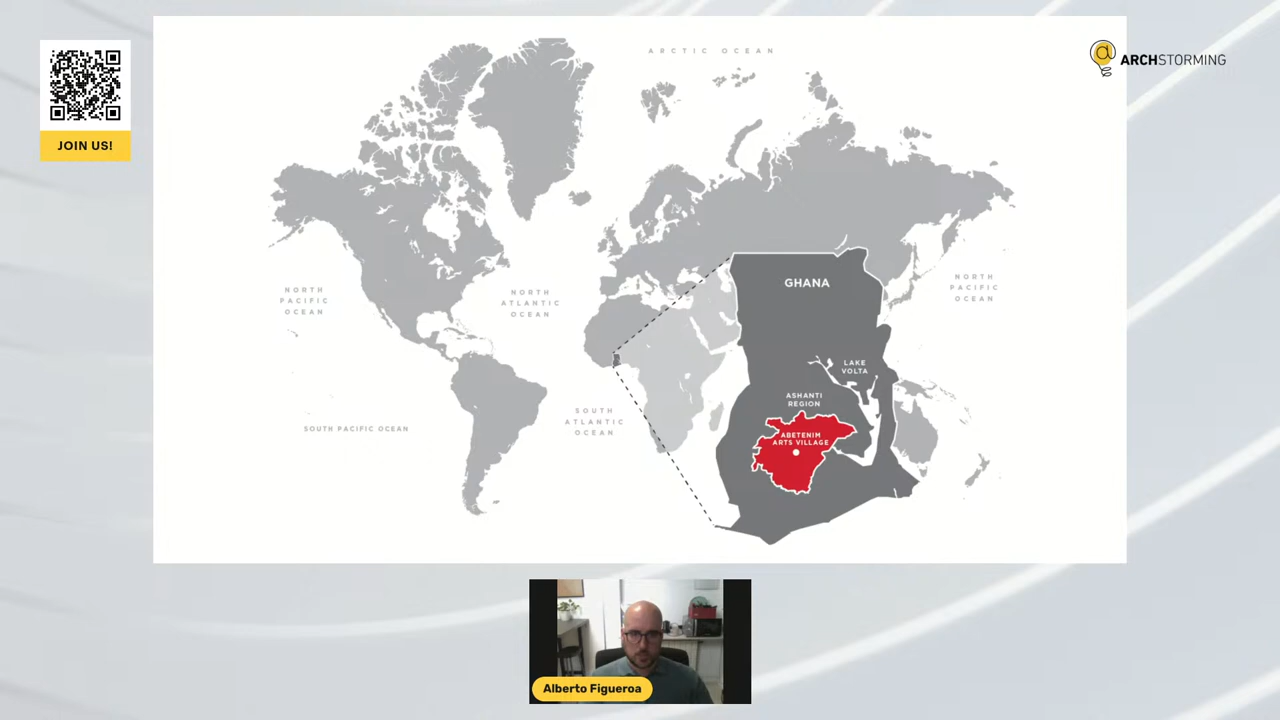 ARCTIC OCEAN
ARCHSTORMING
JOIN US!
NORTH
PACIFIC
OCEAN
NORTH
ATLANTIC
OCEAN
GHANA
NORTH
PACIFIC
OCEAN
LAKE
VOLTA
ASHANTI
REGION
SOUTH
ATLANTIC
OCEAN
SOUTH PACIFIC OCEAN
ABETENIM
ARTS VILLAGE
Alberto Figueroa